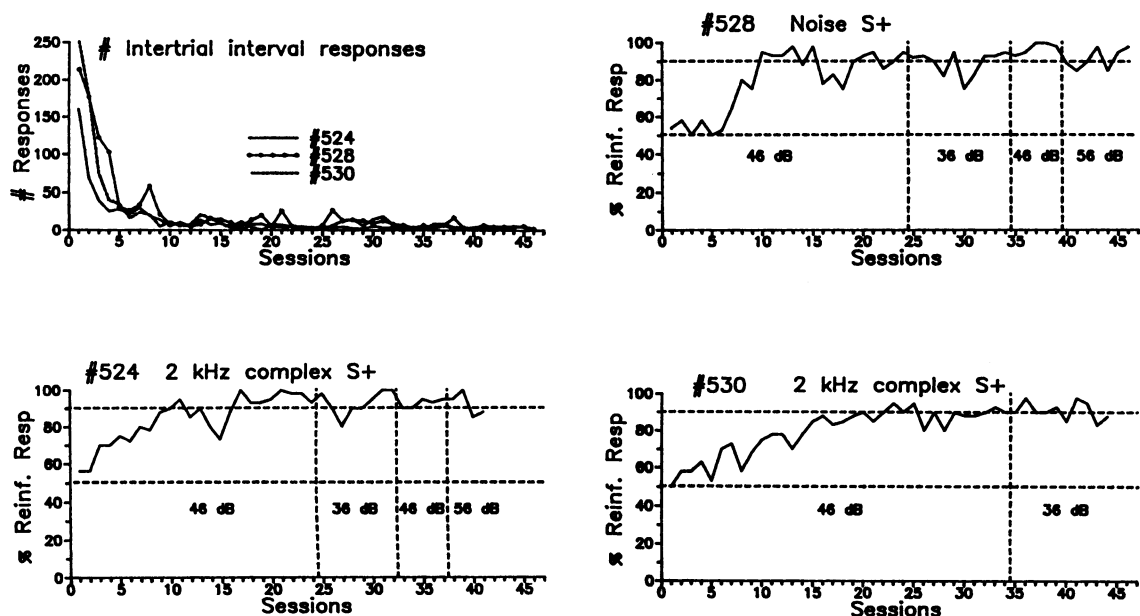 # Intertrial interval responses
# Responses
250
200
150
100
50
0
#524
#528
#530
0 5 10 15 20 25 30 35 40 45
Sessions
#528 Noise S+
% Reinf. Resp
100
80
60
40
20
0
46 dB 36 dB 46 dB 56 dB
0 5 10 15 20 25 30 35 40 45
Sessions
#524 2 kHz complex S+
% Reinf. Resp
100
80
60
40
20
0
46 dB 36 dB 46 dB 56 dB
0 5 10 15 20 25 30 35 40 45
Sessions
#530 2 kHz complex S+
% Reinf. Resp
100
80
60
40
20
0
46 dB 36 dB
0 5 10 15 20 25 30 35 40 45
Sessions